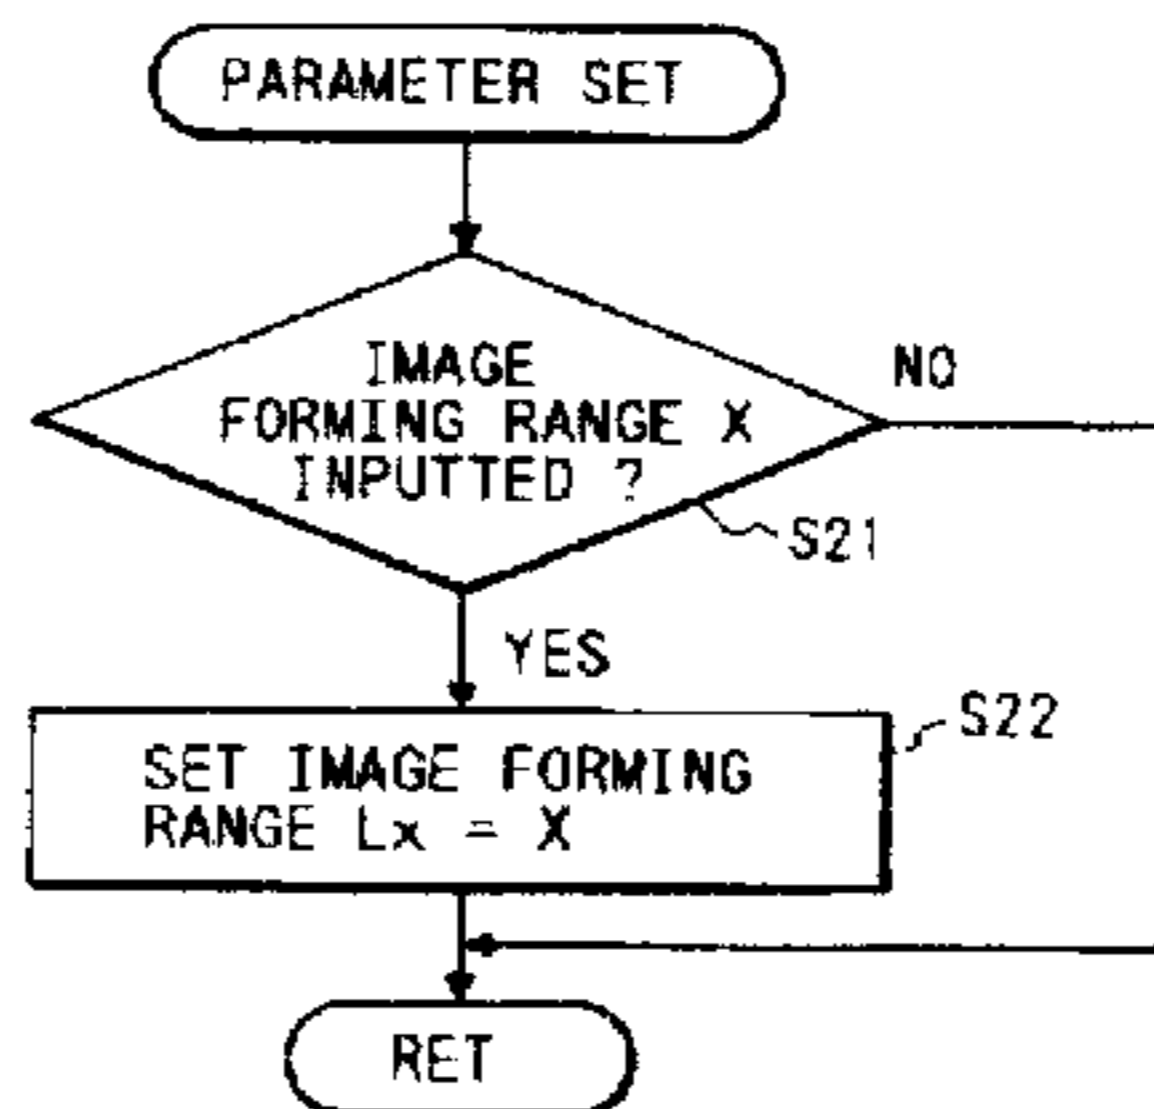 PARAMETER SET
IMAGE
FORMING RANGE X
INPUTTED ?
NO
S21
YES
S22
SET IMAGE FORMING
RANGE Lx = X
RET